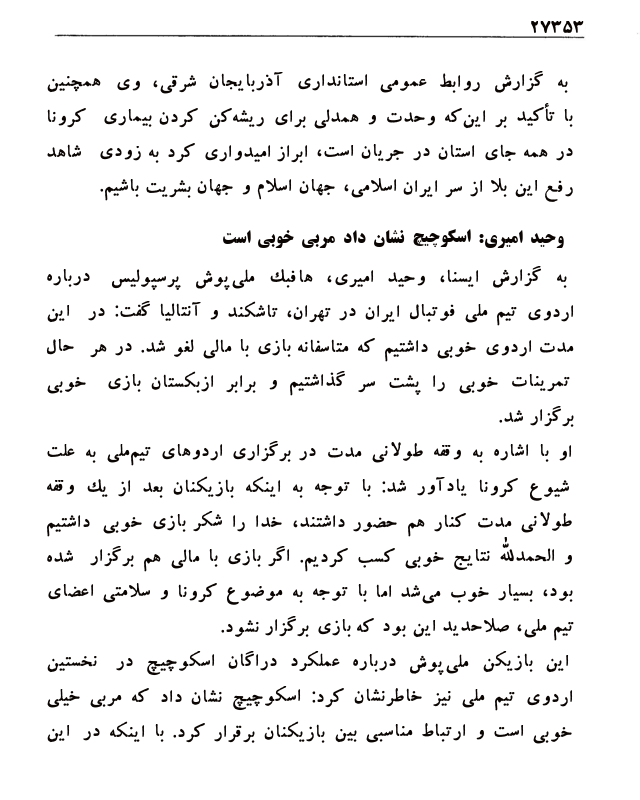 ۲۷۳۵۳
به گزارش روابط عمومی استانداری آذربایجان شرقی، وی همچنین
با تأکید بر این‌که وحدت و همدلی برای ریشه‌کن کردن بیماری کرونا
در همه جای استان در جریان است، ابراز امیدواری کرد به زودی شاهد
رفع این بلا از سر ایران اسلامی، جهان اسلام و جهان بشریت باشیم.
وحید امیری: اسکوچیچ نشان داد مربی خوبی است
به گزارش ایسنا، وحید امیری، هافبك ملی‌پوش پرسپولیس درباره
اردوی تیم ملی فوتبال ایران در تهران، تاشکند و آنتالیا گفت: در این
مدت اردوی خوبی داشتیم که متاسفانه بازی با مالی لغو شد. در هر حال
تمرینات خوبی را پشت سر گذاشتیم و برابر ازبکستان بازی خوبی
برگزار شد.
او با اشاره به وقفه طولانی مدت در برگزاری اردوهای تیم‌ملی به علت
شیوع کرونا یادآور شد: با توجه به اینکه بازیکنان بعد از یك وقفه
طولانی مدت کنار هم حضور داشتند، خدا را شکر بازی خوبی داشتیم
و الحمدلله نتایج خوبی کسب کردیم. اگر بازی با مالی هم برگزار شده
بود، بسیار خوب می‌شد اما با توجه به موضوع کرونا و سلامتی اعضای
تیم ملی، صلاحدید این بود که بازی برگزار نشود.
این بازیکن ملی‌پوش درباره عملکرد دراگان اسکوچیچ در نخستین
اردوی تیم ملی نیز خاطرنشان کرد: اسکوچیچ نشان داد که مربی خیلی
خوبی است و ارتباط مناسبی بین بازیکنان برقرار کرد. با اینکه در این